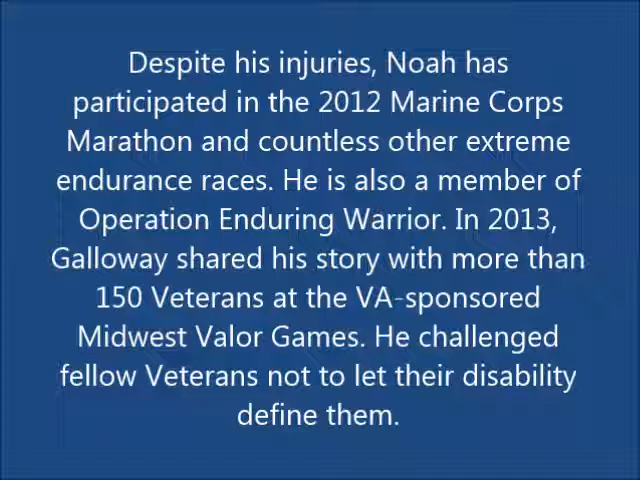 Despite his injuries, Noah has
participated in the 2012 Marine Corps
Marathon and countless other extreme
endurance races. He is also a member of
Operation Enduring Warrior. In 2013,
Galloway shared his story with more than
150 Veterans at the VA-sponsored
Midwest Valor Games. He challenged
fellow Veterans not to let their disability
define them.